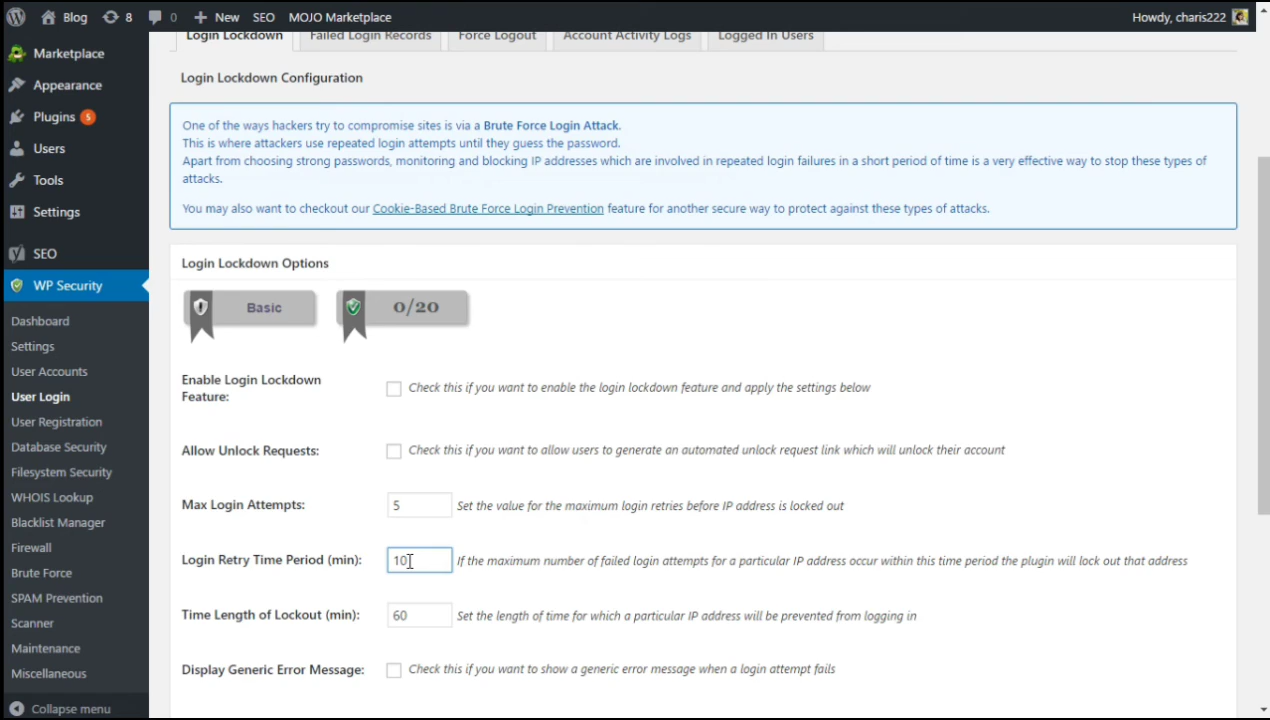 Blog 8 0 New SEO MOJO Marketplace Howdy, charis222
Marketplace
Appearance
Plugins 5
Users
Tools
Settings
SEO
WP Security
Dashboard
Settings
User Accounts
User Login
User Registration
Database Security
Filesystem Security
WHOIS Lookup
Blacklist Manager
Firewall
Brute Force
SPAM Prevention
Scanner
Maintenance
Miscellaneous
Collapse menu
Login Lockdown Failed Login Records Force Logout Account Activity Logs Logged In Users
Login Lockdown Configuration
One of the ways hackers try to compromise sites is via a Brute Force Login Attack.
This is where attackers use repeated login attempts until they guess the password.
Apart from choosing strong passwords, monitoring and blocking IP addresses which are involved in repeated login failures in a short period of time is a very effective way to stop these types of
attacks.
You may also want to checkout our Cookie-Based Brute Force Login Prevention feature for another secure way to protect against these types of attacks.
Login Lockdown Options
Basic 0/20
Enable Login Lockdown
Feature:
Check this if you want to enable the login lockdown feature and apply the settings below
Allow Unlock Requests: Check this if you want to allow users to generate an automated unlock request link which will unlock their account
Max Login Attempts: 5 Set the value for the maximum login retries before IP address is locked out
Login Retry Time Period (min): 10 If the maximum number of failed login attempts for a particular IP address occur within this time period the plugin will lock out that address
Time Length of Lockout (min): 60 Set the length of time for which a particular IP address will be prevented from logging in
Display Generic Error Message: Check this if you want to show a generic error message when a login attempt fails